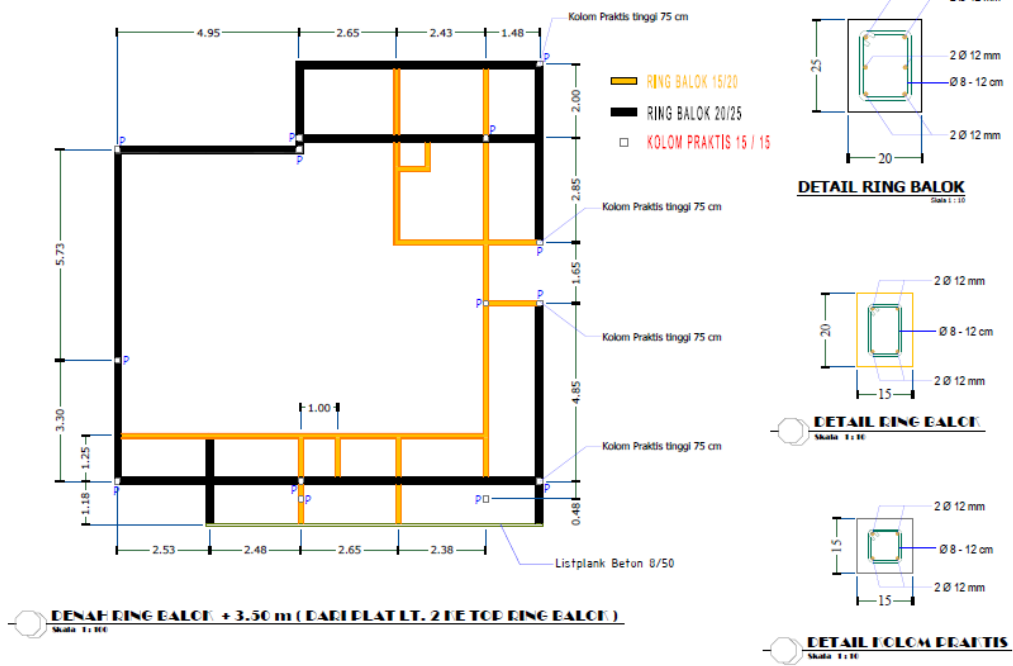 4.95
2.65
2.43
1.48
Kolom Praktis tinggi 75 cm
P
2.00
RING BALOK 15/20
RING BALOK 20/25
KOLOM PRAKTIS 15 / 15
P
P
P
P
P
2.85
Kolom Praktis tinggi 75 cm
P
5.73
1.65
P
P
Kolom Praktis tinggi 75 cm
P
4.85
3.30
1.00
1.25
Kolom Praktis tinggi 75 cm
P
P
P
P
P
1.18
0.48
2.53
2.48
2.65
2.38
Listplank Beton 8/50
DENAH RING BALOK + 3.50 m ( DARI PLAT LT. 2 KE TOP RING BALOK )
Skala 1 : 100
25
2 Ø 12 mm
Ø 8 - 12 cm
2 Ø 12 mm
20
DETAIL RING BALOK
Skala 1 : 10
2 Ø 12 mm
20
Ø 8 - 12 cm
2 Ø 12 mm
15
DETAIL RING BALOK
Skala 1 : 10
2 Ø 12 mm
15
Ø 8 - 12 cm
2 Ø 12 mm
15
DETAIL KOLOM PRAKTIS
Skala 1 : 10